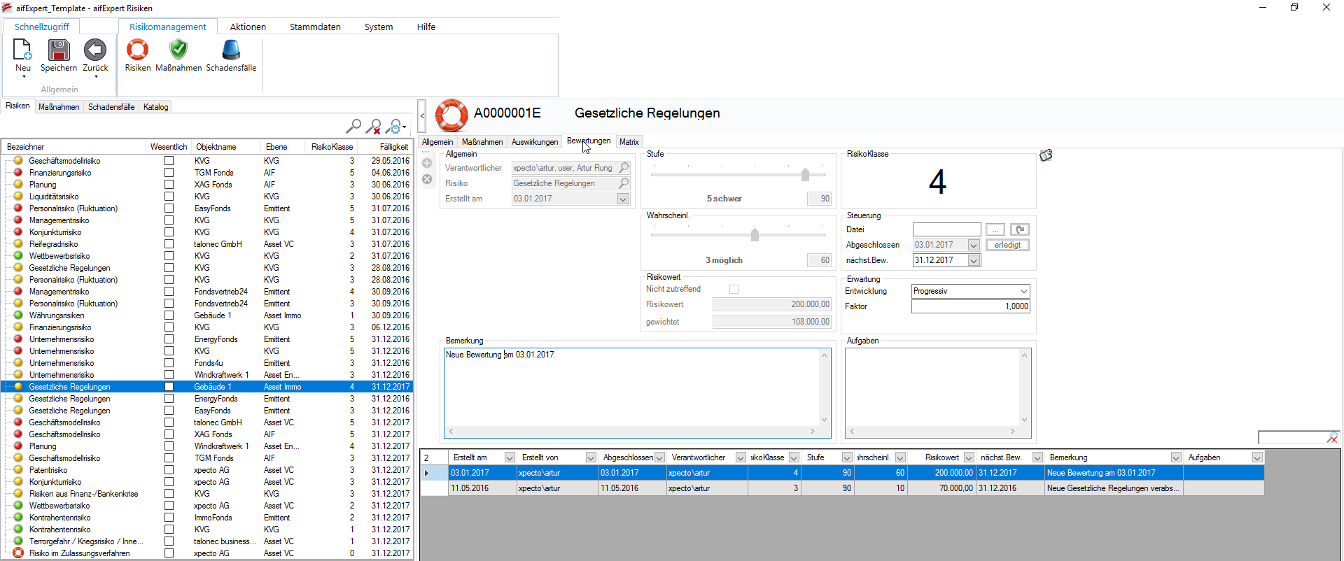 aifExpert_Template - aifExpert Risiken
Schnellzugriff Risikomanagement Aktionen Stammdaten System Hilfe
Neu Speichern Zurück Risiken Maßnahmen Schadensfälle
Allgemein
Risiken Maßnahmen Schadensfälle Katalog
Bezeichner Wesentlich Objektname Ebene RisikoKlasse Fälligkeit
Geschäftsmodellrisiko KVG KVG 3 29.05.2016
Finanzierungsrisiko TGM Fonds AIF 5 04.06.2016
Planung XAG Fonds AIF 3 30.06.2016
Liquiditätsrisiko KVG KVG 3 30.06.2016
Personalrisiko (Fluktuation) EasyFonds Emittent 5 31.07.2016
Managementrisiko KVG KVG 5 31.07.2016
Konjunkturrisiko KVG KVG 4 31.07.2016
Reifegradrisiko talonec GmbH Asset VC 3 31.07.2016
Wettbewerbsrisiko KVG KVG 2 31.07.2016
Gesetzliche Regelungen KVG KVG 3 28.08.2016
Personalrisiko (Fluktuation) KVG KVG 3 28.08.2016
Managementrisiko Fondsvertrieb24 Emittent 4 30.09.2016
Personalrisiko (Fluktuation) Fondsvertrieb24 Emittent 3 30.09.2016
Währungsrisiken Gebäude 1 Asset Immo 1 30.09.2016
Finanzierungsrisiko KVG KVG 3 06.12.2016
Unternehmensrisiko EnergyFonds Emittent 5 31.12.2016
Unternehmensrisiko KVG KVG 5 31.12.2016
Unternehmensrisiko Fonds4u Emittent 3 31.12.2016
Unternehmensrisiko Windkraftwerk 1 Asset En... 3 31.12.2016
Gesetzliche Regelungen Gebäude 1 Asset Immo 4 31.12.2017
Gesetzliche Regelungen EnergyFonds Emittent 3 31.12.2016
Gesetzliche Regelungen EasyFonds Emittent 3 31.12.2016
Geschäftsmodellrisiko talonec GmbH Asset VC 5 31.12.2017
Geschäftsmodellrisiko XAG Fonds AIF 5 31.12.2017
Planung Windkraftwerk 1 Asset En... 4 31.12.2016
Geschäftsmodellrisiko TGM Fonds AIF 3 31.12.2017
Patentrisiko xpecto AG Asset VC 3 31.12.2017
Konjunkturrisiko xpecto AG Asset VC 3 31.12.2017
Risiken aus Finanz-/Bankenkrise KVG KVG 3 31.12.2017
Wettbewerbsrisiko xpecto AG Asset VC 2 31.12.2017
Kontrahentenrisiko ImmoFonds Emittent 2 31.12.2017
Kontrahentenrisiko KVG KVG 1 31.12.2017
Terrorgefahr / Kriegsrisiko / Inne... talonec business... Asset VC 1 31.12.2017
Risiko im Zulassungsverfahren xpecto AG Asset VC 0 31.12.2017
A0000001E Gesetzliche Regelungen
Allgemein Maßnahmen Auswirkungen Bewertungen Matrix
Allgemein
Verantwortlicher xpecto\artur, user, Artur Rung
Risiko Gesetzliche Regelungen
Erstellt am 03.01.2017
Stufe
5 schwer 90
Wahrscheinl.
3 möglich 60
Risikowert
Nicht zutreffend
Risikowert 200.000,00
gewichtet 108.000,00
RisikoKlasse
4
Steuerung
Datei ...
Abgeschlossen 03.01.2017 erledigt
nächst.Bew. 31.12.2017
Erwartung
Entwicklung Progressiv
Faktor 1,0000
Bemerkung
Neue Bewertung am 03.01.2017
Aufgaben
2 Erstellt am Erstellt von Abgeschlossen Verantwortlicher sikoKlasse Stufe hrscheinl. Risikowert nächst.Bew. Bemerkung Aufgaben
03.01.2017 xpecto\artur 03.01.2017 xpecto\artur 4 90 60 200.000,00 31.12.2017 Neue Bewertung am 03.01.2017
11.05.2016 xpecto\artur 11.05.2016 xpecto\artur 3 90 10 70.000,00 31.12.2016 Neue Gesetzliche Regelungen verabs...